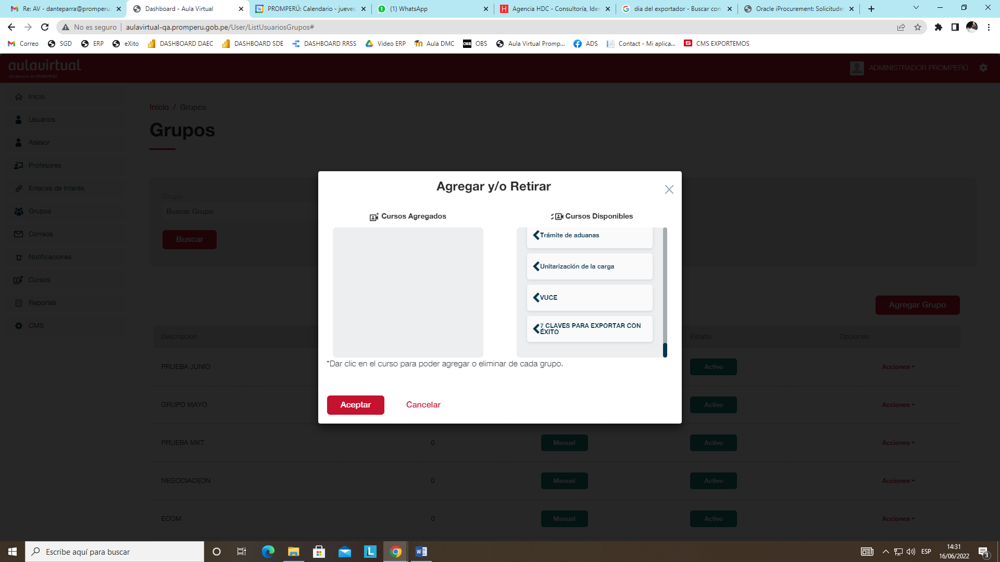 Re: AV - danteparra@promperu.
Dashboard - Aula Virtual
16 PROMPERÚ: Calendario - jueves
(1) WhatsApp
Agencia HDC - Consultoría, Iden
dia del exportador - Buscar con
Oracle iProcurement: Solicitudes
No es seguro
aulavirtual-qa.promperu.gob.pe/User/ListUsuariosGrupos#
Correo SGD ERP eXito DASHBOARD DAEC DASHBOARD SDE DASHBOARD RRSS Video ERP Aula DMC OBS OBS Aula Virtual Promp... ADS Contact - Mi aplica... S CMS EXPORTEMOS
aulavirtual
Un servicio de PROMPERÚ
ADMINISTRADOR PROMPERÚ
Inicio
Usuarios
Asesor
Profesores
Enlaces de Interés
Grupos
Correos
Notificaciones
Cursos
Reportes
CMS
Inicio / Grupos
Grupos
Grupo
Buscar Grupo
Buscar
Agregar Grupo
Agregar y/o Retirar
Cursos Agregados
Cursos Disponibles
Trámite de aduanas
Unitarización de la carga
VUCE
7 CLAVES PARA EXPORTAR CON
ÉXITO
*Dar clic en el curso para poder agregar o eliminar de cada grupo.
Aceptar
Cancelar
Descripcion Estado Opciones
PRUEBA JUNIO Activo Acciones
GRUPO MAYO Activo Acciones
PRUEBA MKT 0 Manual Activo Acciones
NEGOCIACI{ON 0 Manual Activo Acciones
ECOM 0 Manual Activo Acciones
Escribe aquí para buscar
L
W
ESP
14:31
16/06/2022
3